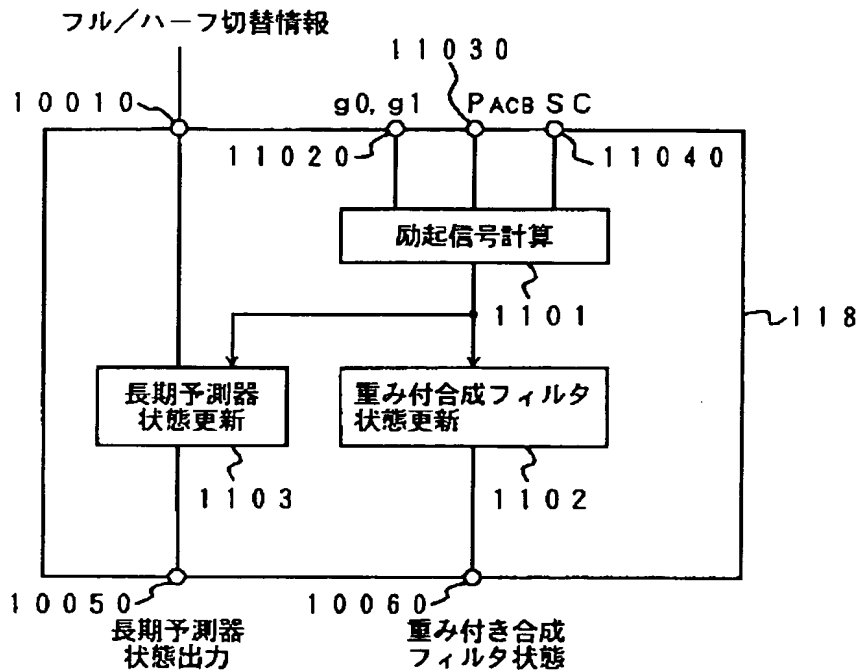 フル／ハーフ切替情報
11030
10010
g0, g1
PACB
SC
11020
11040
励起信号計算
1101
118
長期予測器
状態更新
重み付合成フィルタ
状態更新
1103
1102
10050
10060
長期予測器
状態出力
重み付き合成
フィルタ状態